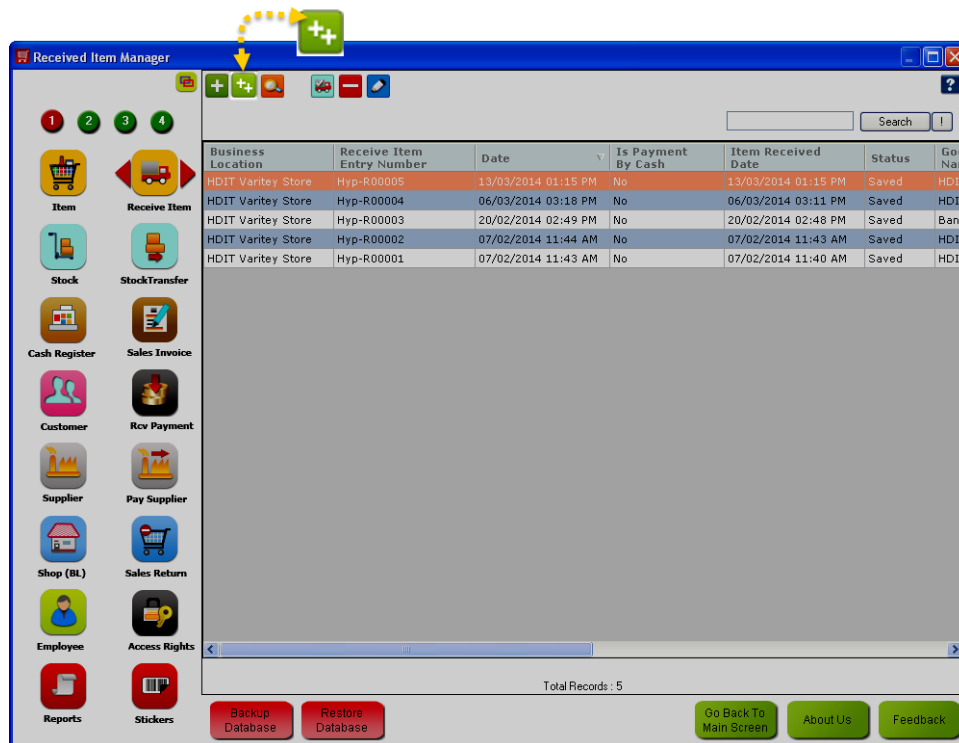 Received Item Manager
?
1 2 3 4
Search !
Business Location Receive Item Entry Number Date Is Payment By Cash Item Received Date Status
HDIT Varitey Store Hyp-R00005 13/03/2014 01:15 PM No 13/03/2014 01:15 PM Saved HDI
HDIT Varitey Store Hyp-R00004 06/03/2014 03:18 PM No 06/03/2014 03:11 PM Saved HDI
HDIT Varitey Store Hyp-R00003 20/02/2014 02:49 PM No 20/02/2014 02:48 PM Saved Ban
HDIT Varitey Store Hyp-R00002 07/02/2014 11:44 AM No 07/02/2014 11:43 AM Saved HDI
HDIT Varitey Store Hyp-R00001 07/02/2014 11:43 AM No 07/02/2014 11:40 AM Saved HDI
Item Receive Item
Stock StockTransfer
Cash Register Sales Invoice
Customer Rcv Payment
Supplier Pay Supplier
Shop (BL) Sales Return
Employee Access Rights
Reports Stickers
Total Records : 5
Backup Database
Restore Database
Go Back To Main Screen
About Us
Feedback